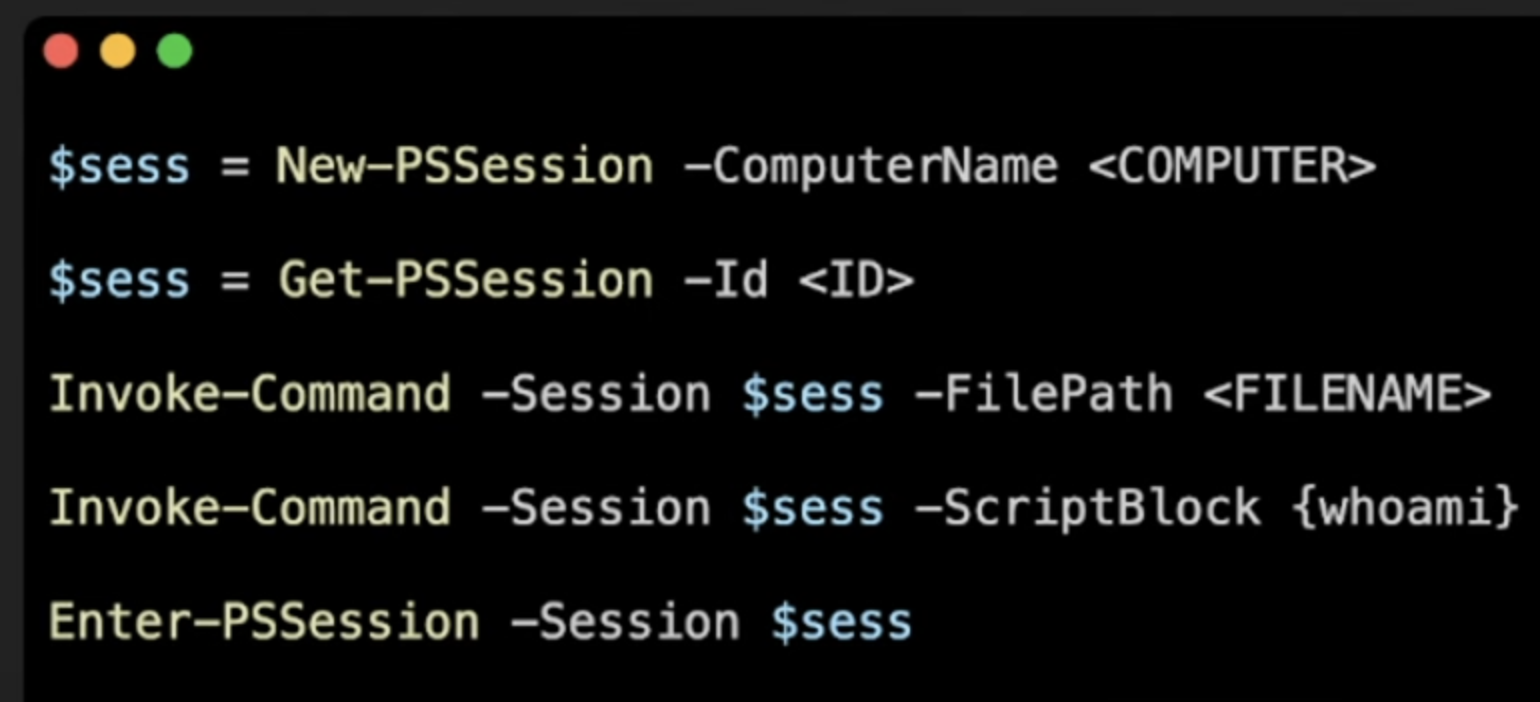 $sess = New-PSSession -ComputerName <COMPUTER>
$sess = Get-PSSession -Id <ID>
Invoke-Command -Session $sess -FilePath <FILENAME>
Invoke-Command -Session $sess -ScriptBlock {whoami}
Enter-PSSession -Session $sess